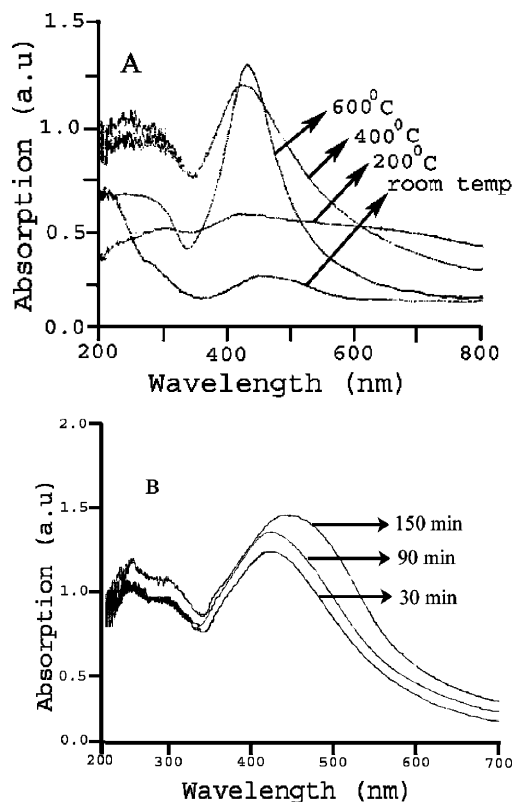 A
Absorption (a.u)
1.0
0.5
0.0
600⁰C
400⁰C
200⁰C
room temp
200 400 600 800
Wavelength (nm)
B
Absorption (a.u)
2.0
1.5
1.0
0.5
0.0
150 min
90 min
30 min
200 300 400 500 600 700
Wavelength (nm)